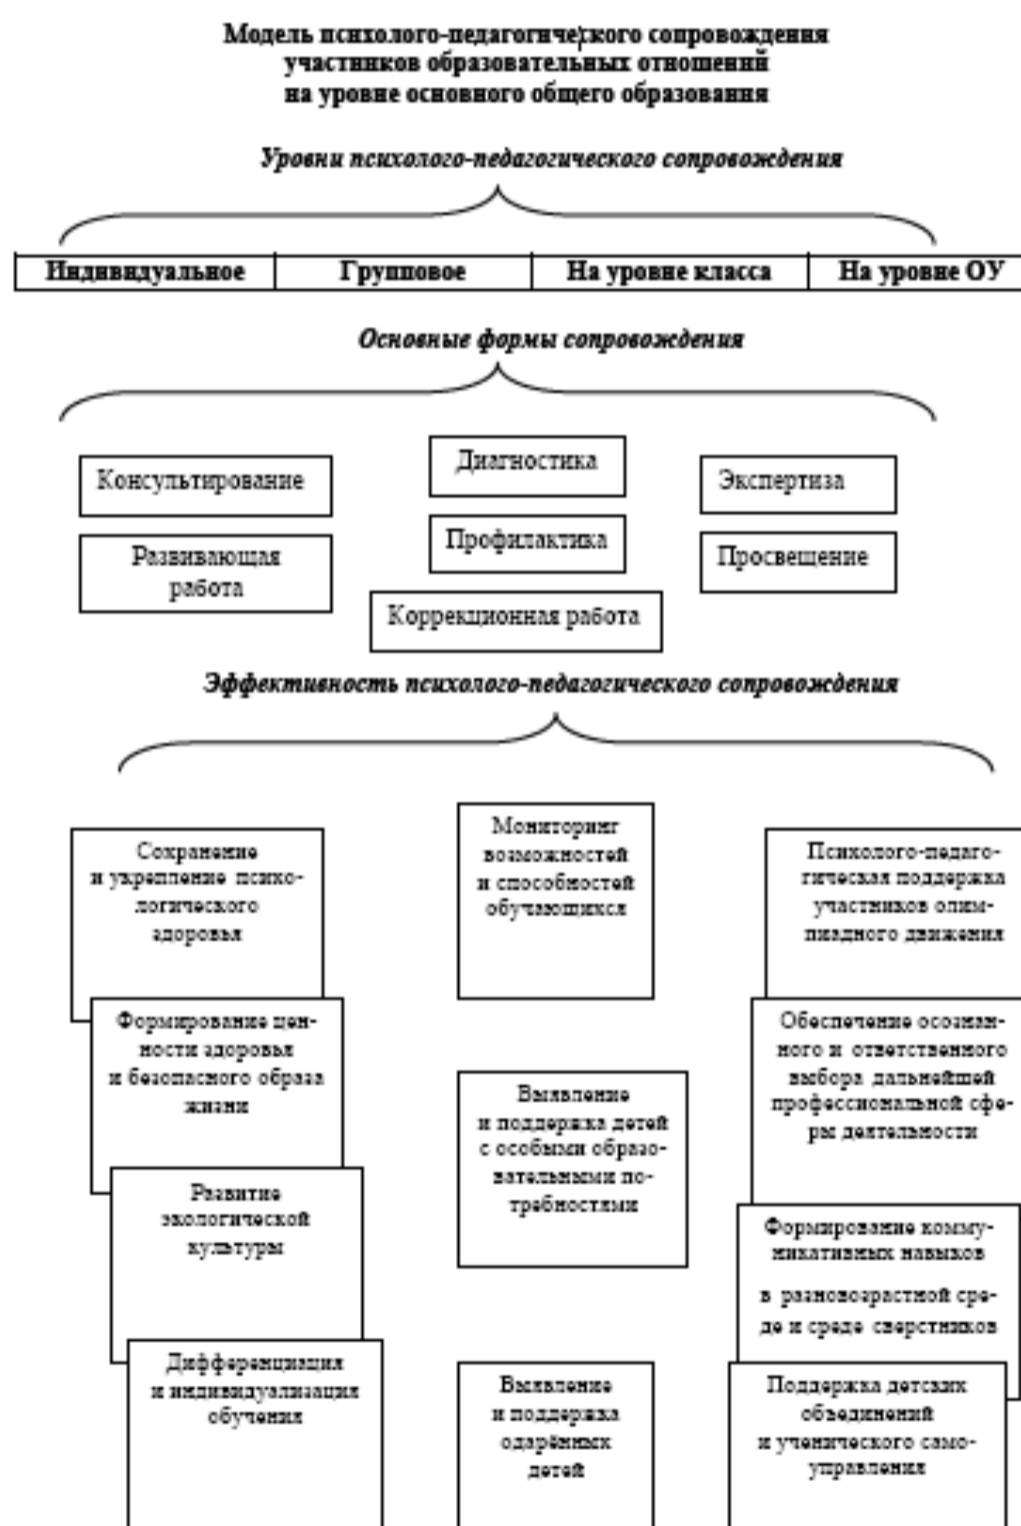 Модель психолого-педагогического сопровождения
участников образовательных отношений
на уровне основного общего образования
Уровни психолого-педагогического сопровождения
Индивидуальное Групповое На уровне класса На уровне ОУ
Основные формы сопровождения
Консультирование
Развивающая
работа
Диагностика
Профилактика
Коррекционная работа
Экспертиза
Просвещение
Эффективность психолого-педагогического сопровождения
Сохранение
и укрепление психо-
логического
здоровья
Формирование цен-
ности здоровья
и безопасного образа
жизни
Развитие
экологической
культуры
Дифференциация
и индивидуализация
обучения
Мониторинг
возможностей
и способностей
обучающихся
Выявление
и поддержка детей
с особыми образо-
вательными по-
требностями
Выявление
и поддержка
одарённых
детей
Психолого-педаго-
гическая поддержка
участников олим-
пиадного движения
Обеспечение осознан-
ного и ответственного
выбора дальнейшей
профессиональной сфе-
ры деятельности
Формирование комму-
никативных навыков
в разновозрастной сре-
де и среде сверстников
Поддержка детских
объединений
и ученического само-
управления